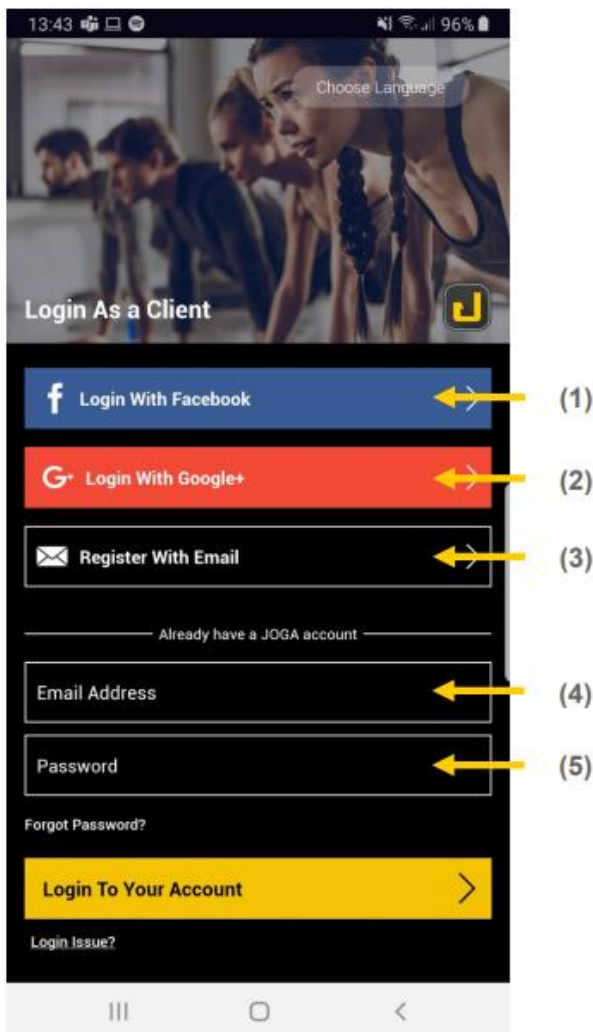 13:43 96%
Choose Language
Login As a Client
Login With Facebook (1)
G+ Login With Google+ (2)
Register With Email (3)
Already have a JOGA account
Email Address (4)
Password (5)
Forgot Password?
Login To Your Account
Login Issue?